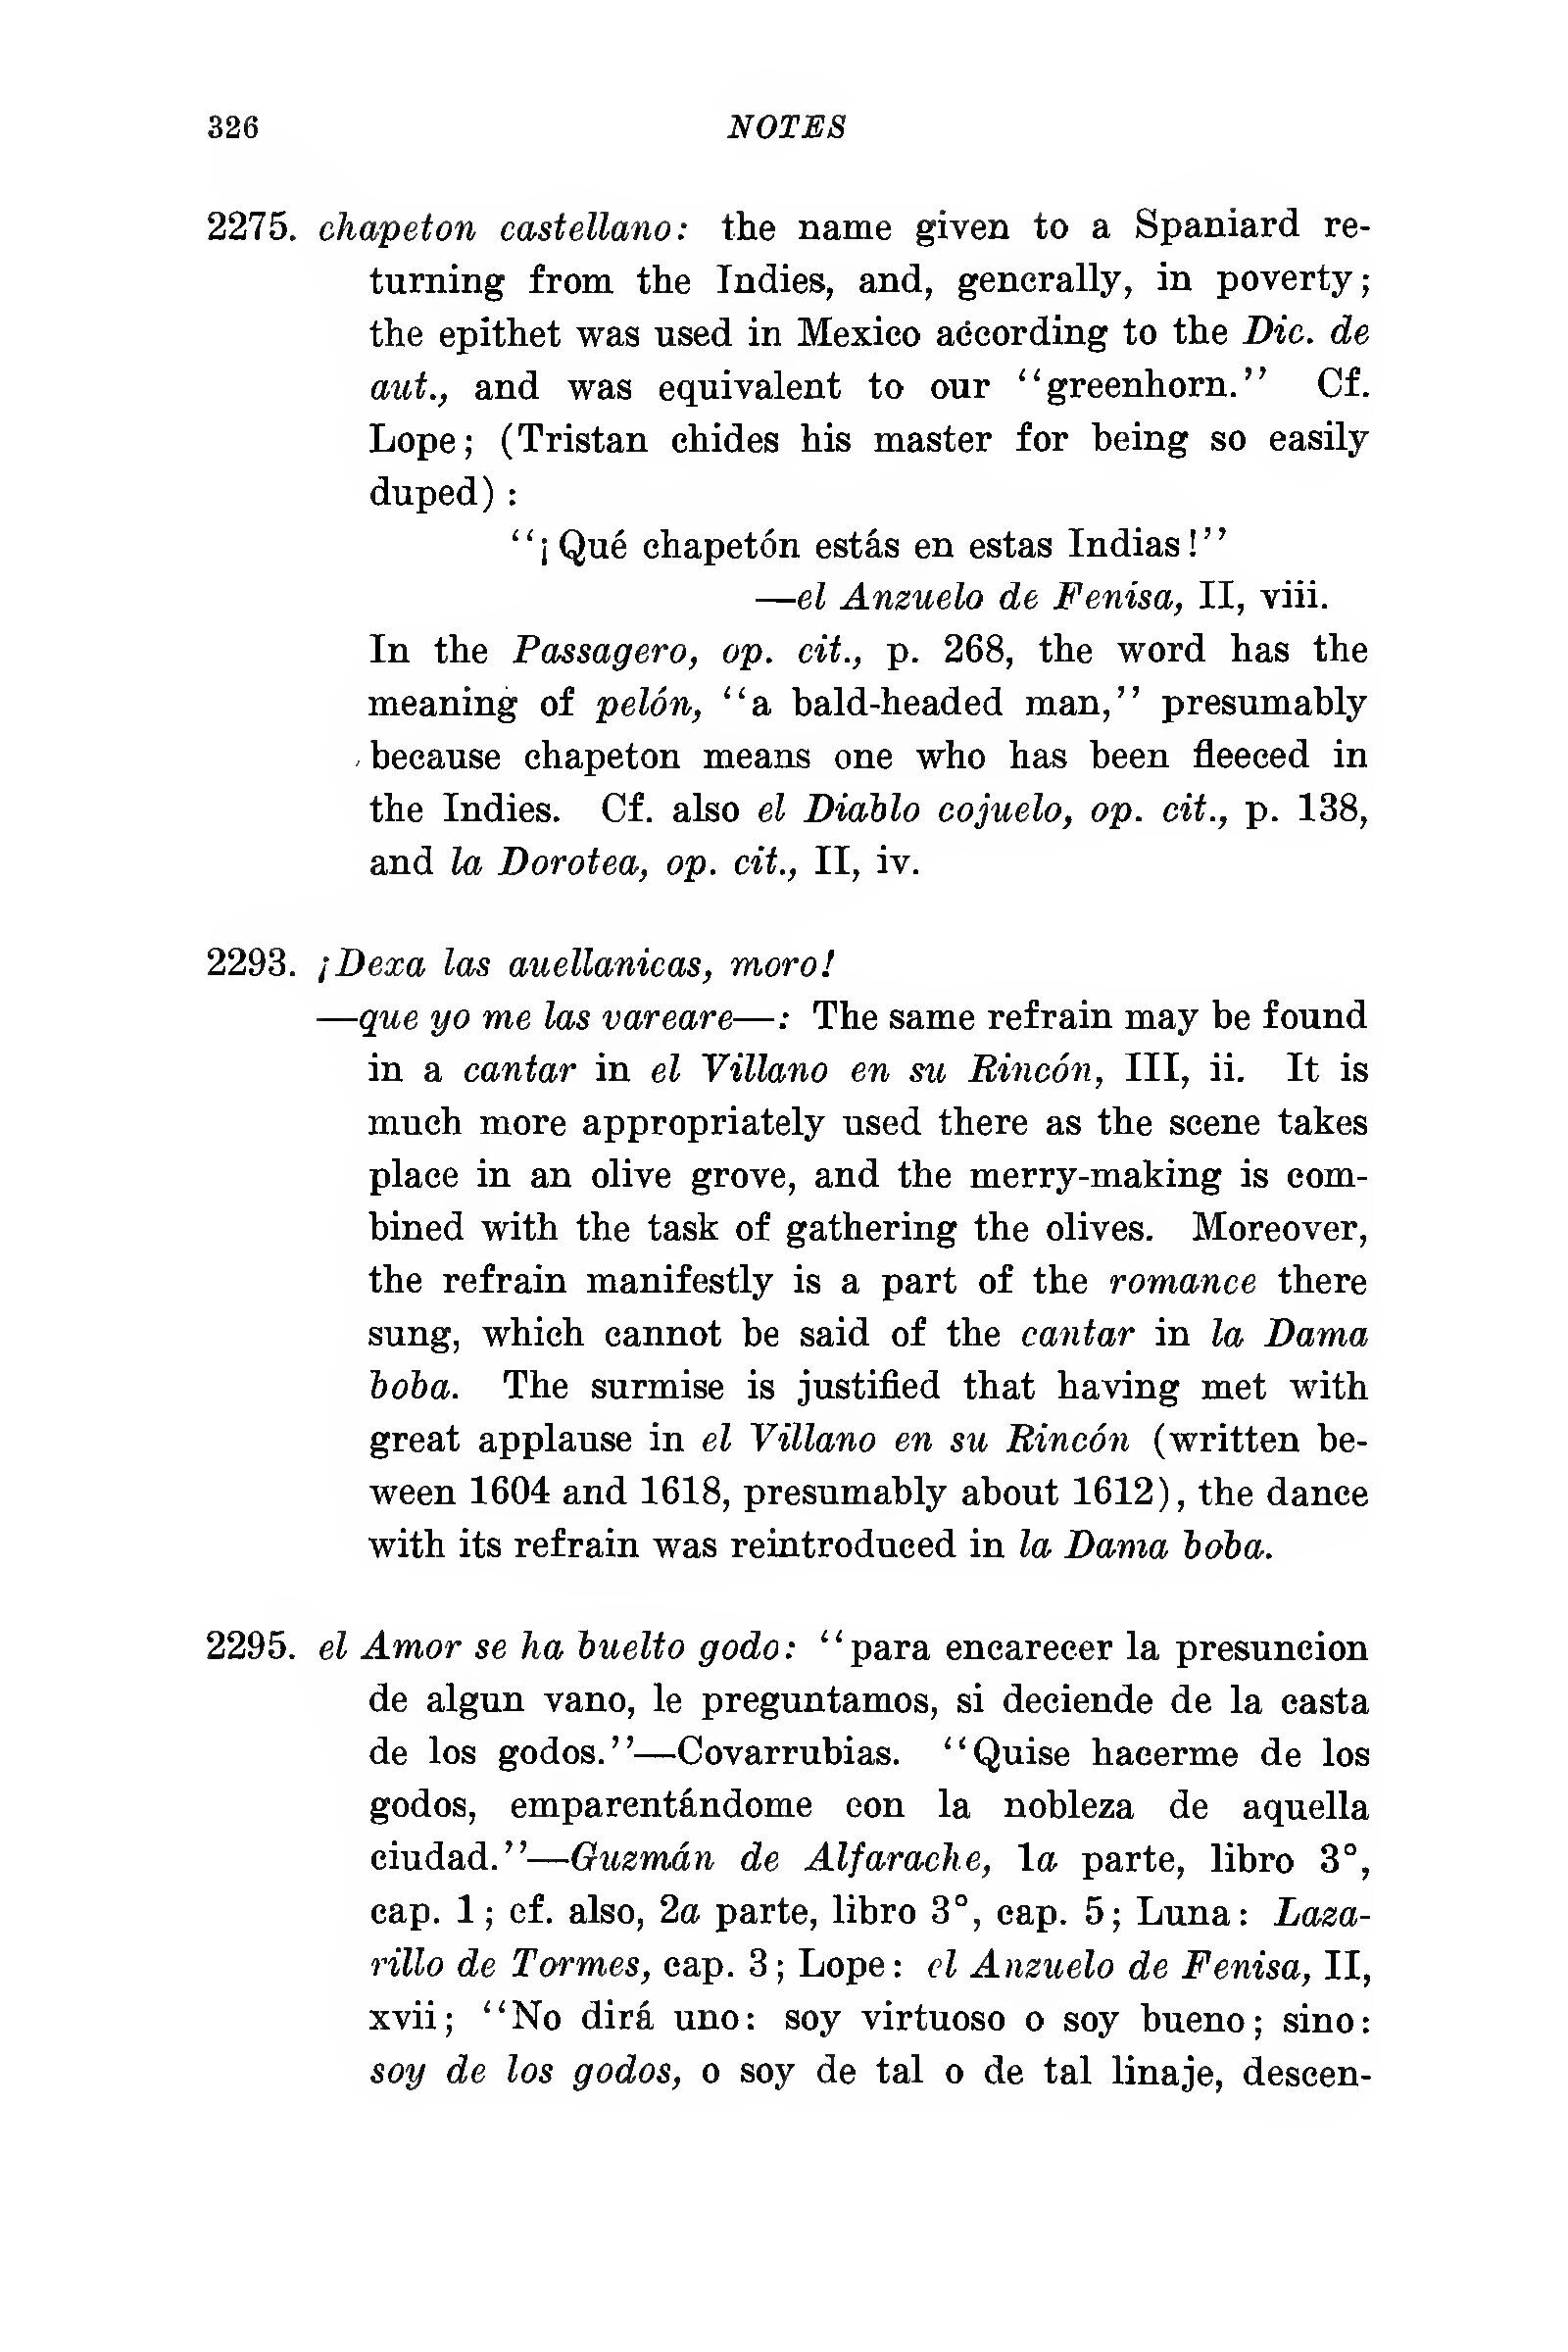 326 NOTES
2275. chapeton castellano: the name given to a Spaniard re-
turning from the Indies, and, generally, in poverty;
the epithet was used in Mexico according to the Dic. de
aut., and was equivalent to our "greenhorn." Cf.
Lope; (Tristan chides his master for being so easily
duped):
"¡Qué chapetón estás en estas Indias!"
—el Anzuelo de Fenisa, II, viii.
In the Passagero, op. cit., p. 268, the word has the
meaning of pelón, "a bald-headed man," presumably
because chapeton means one who has been fleeced in
the Indies. Cf. also el Diablo cojuelo, op. cit., p. 138,
and la Dorotea, op. cit., II, iv.
2293. ¡Dexa las auellanicas, moro!
—que yo me las vareare—: The same refrain may be found
in a cantar in el Villano en su Rincón, III, ii. It is
much more appropriately used there as the scene takes
place in an olive grove, and the merry-making is com-
bined with the task of gathering the olives. Moreover,
the refrain manifestly is a part of the romance there
sung, which cannot be said of the cantar in la Dama
boba. The surmise is justified that having met with
great applause in el Villano en su Rincón (written be-
ween 1604 and 1618, presumably about 1612), the dance
with its refrain was reintroduced in la Dama boba.
2295. el Amor se ha buelto godo: "para encarecer la presuncion
de algun vano, le preguntamos, si deciende de la casta
de los godos."—Covarrubias. "Quise hacerme de los
godos, emparentándome con la nobleza de aquella
ciudad."—Guzmán de Alfarache, 1a parte, libro 3°,
cap. 1; cf. also, 2a parte, libro 3°, cap. 5; Luna: Laza-
rillo de Tormes, cap. 3; Lope: el Anzuelo de Fenisa, II,
xvii; "No dirá uno: soy virtuoso o soy bueno; sino:
soy de los godos, o soy de tal o de tal linaje, descen-